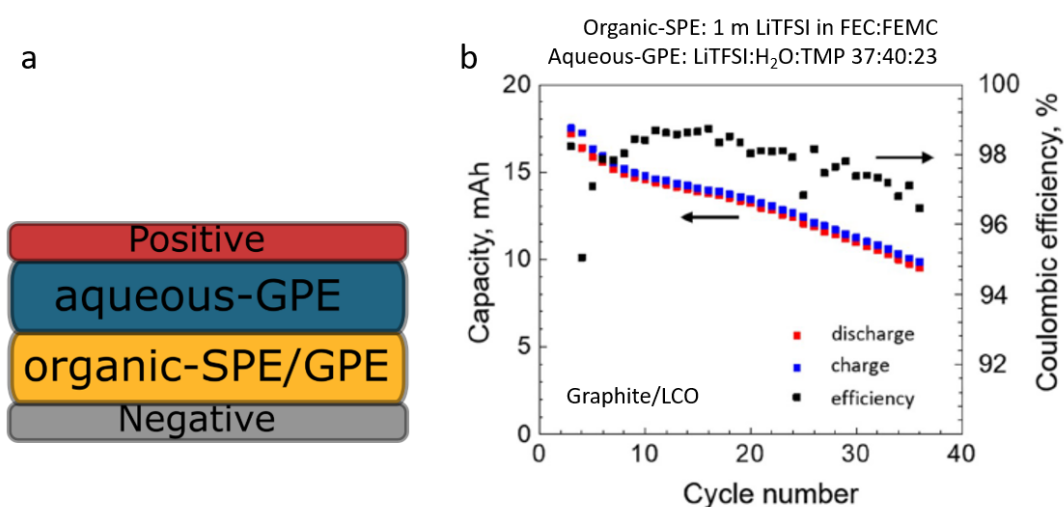 a
Positive
aqueous-GPE
organic-SPE/GPE
Negative
b
Organic-SPE: 1 m LiTFSI in FEC:FEMC
Aqueous-GPE: LiTFSI:H₂O:TMP 37:40:23
20
15
10
5
0
Capacity, mAh
100
98
96
94
92
Coulombic efficiency, %
discharge
charge
efficiency
Graphite/LCO
0 10 20 30 40
Cycle number